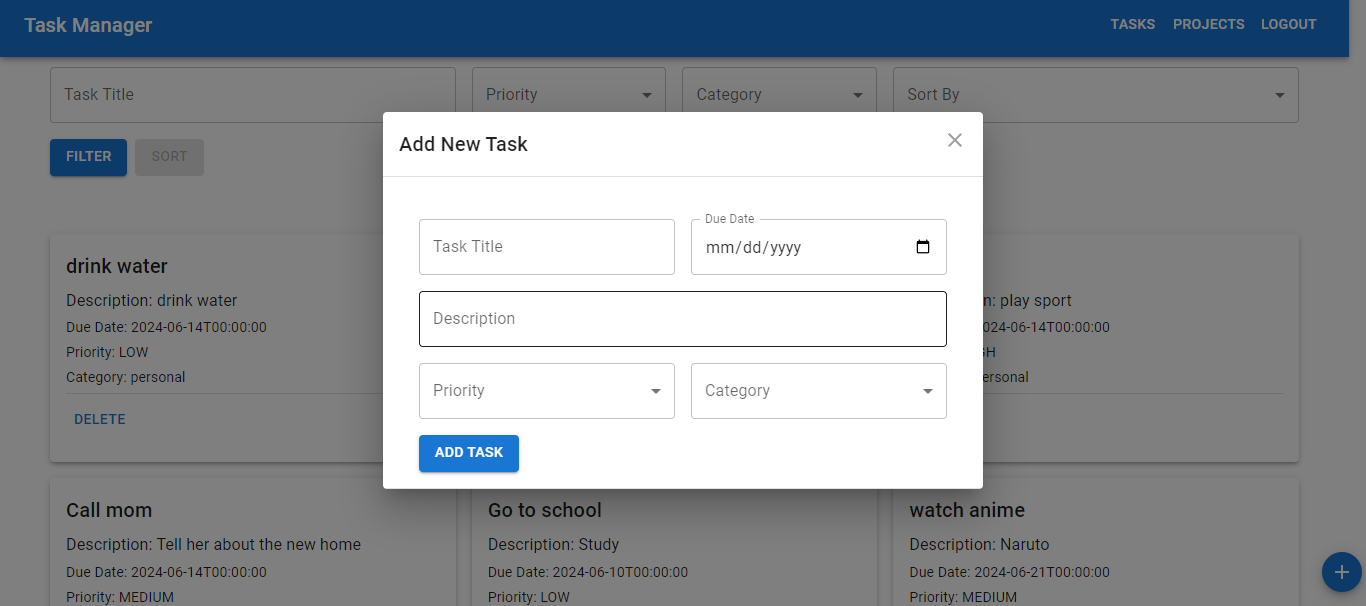 Task Manager
TASKS PROJECTS LOGOUT
Task Title
Priority
Category
Sort By
FILTER
SORT
Add New Task
Task Title
Due Date
mm/dd/yyyy
Description
Priority
Category
ADD TASK
drink water
Description: drink water
Due Date: 2024-06-14T00:00:00
Priority: LOW
Category: personal
DELETE
: play sport
024-06-14T00:00:00
Call mom
Description: Tell her about the new home
Due Date: 2024-06-14T00:00:00
Priority: MEDIUM
Go to school
Description: Study
Due Date: 2024-06-10T00:00:00
Priority: LOW
watch anime
Description: Naruto
Due Date: 2024-06-21T00:00:00
Priority: MEDIUM